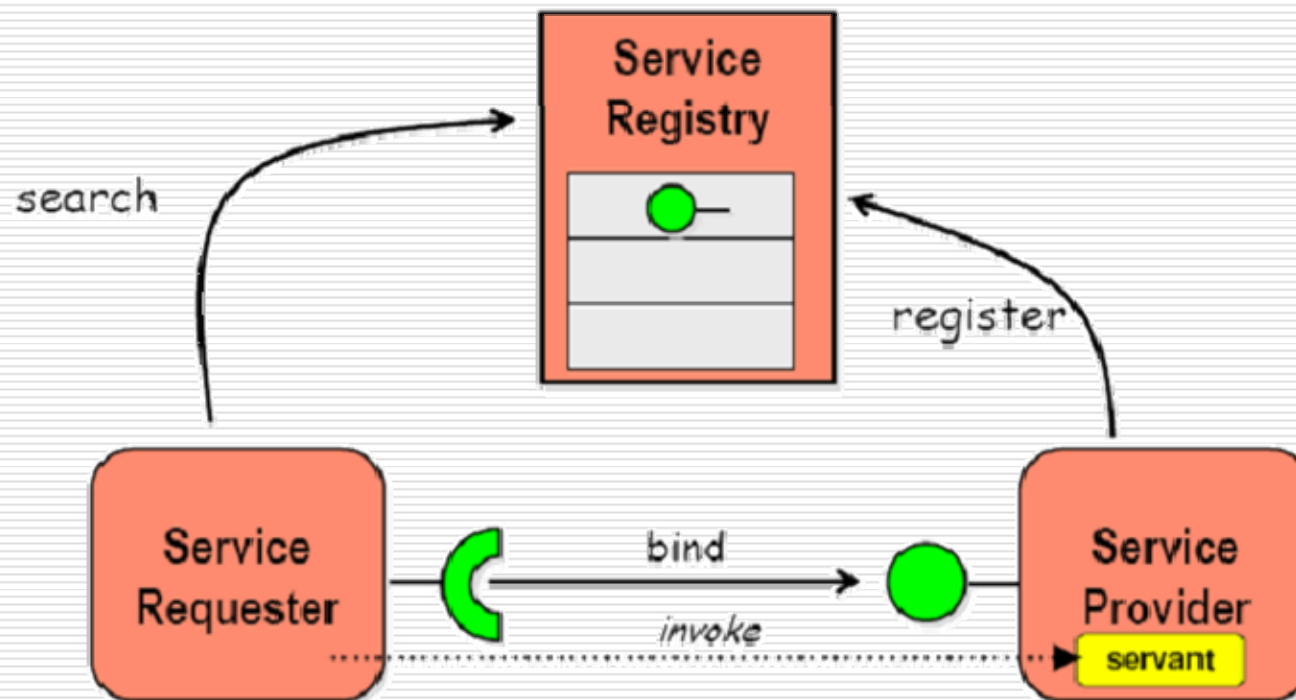 Service
Registry
search
register
Service
Requester
bind
invoke
Service
Provider
servant